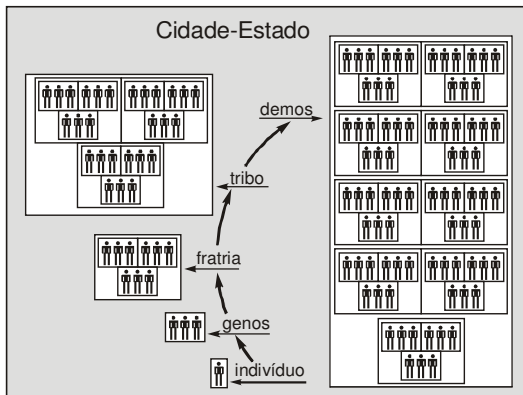 Cidade-Estado
demos
tribo
fratria
genos
indivíduo